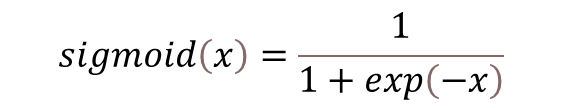 sigmoid(x) = 1 / 1 + exp(−x)